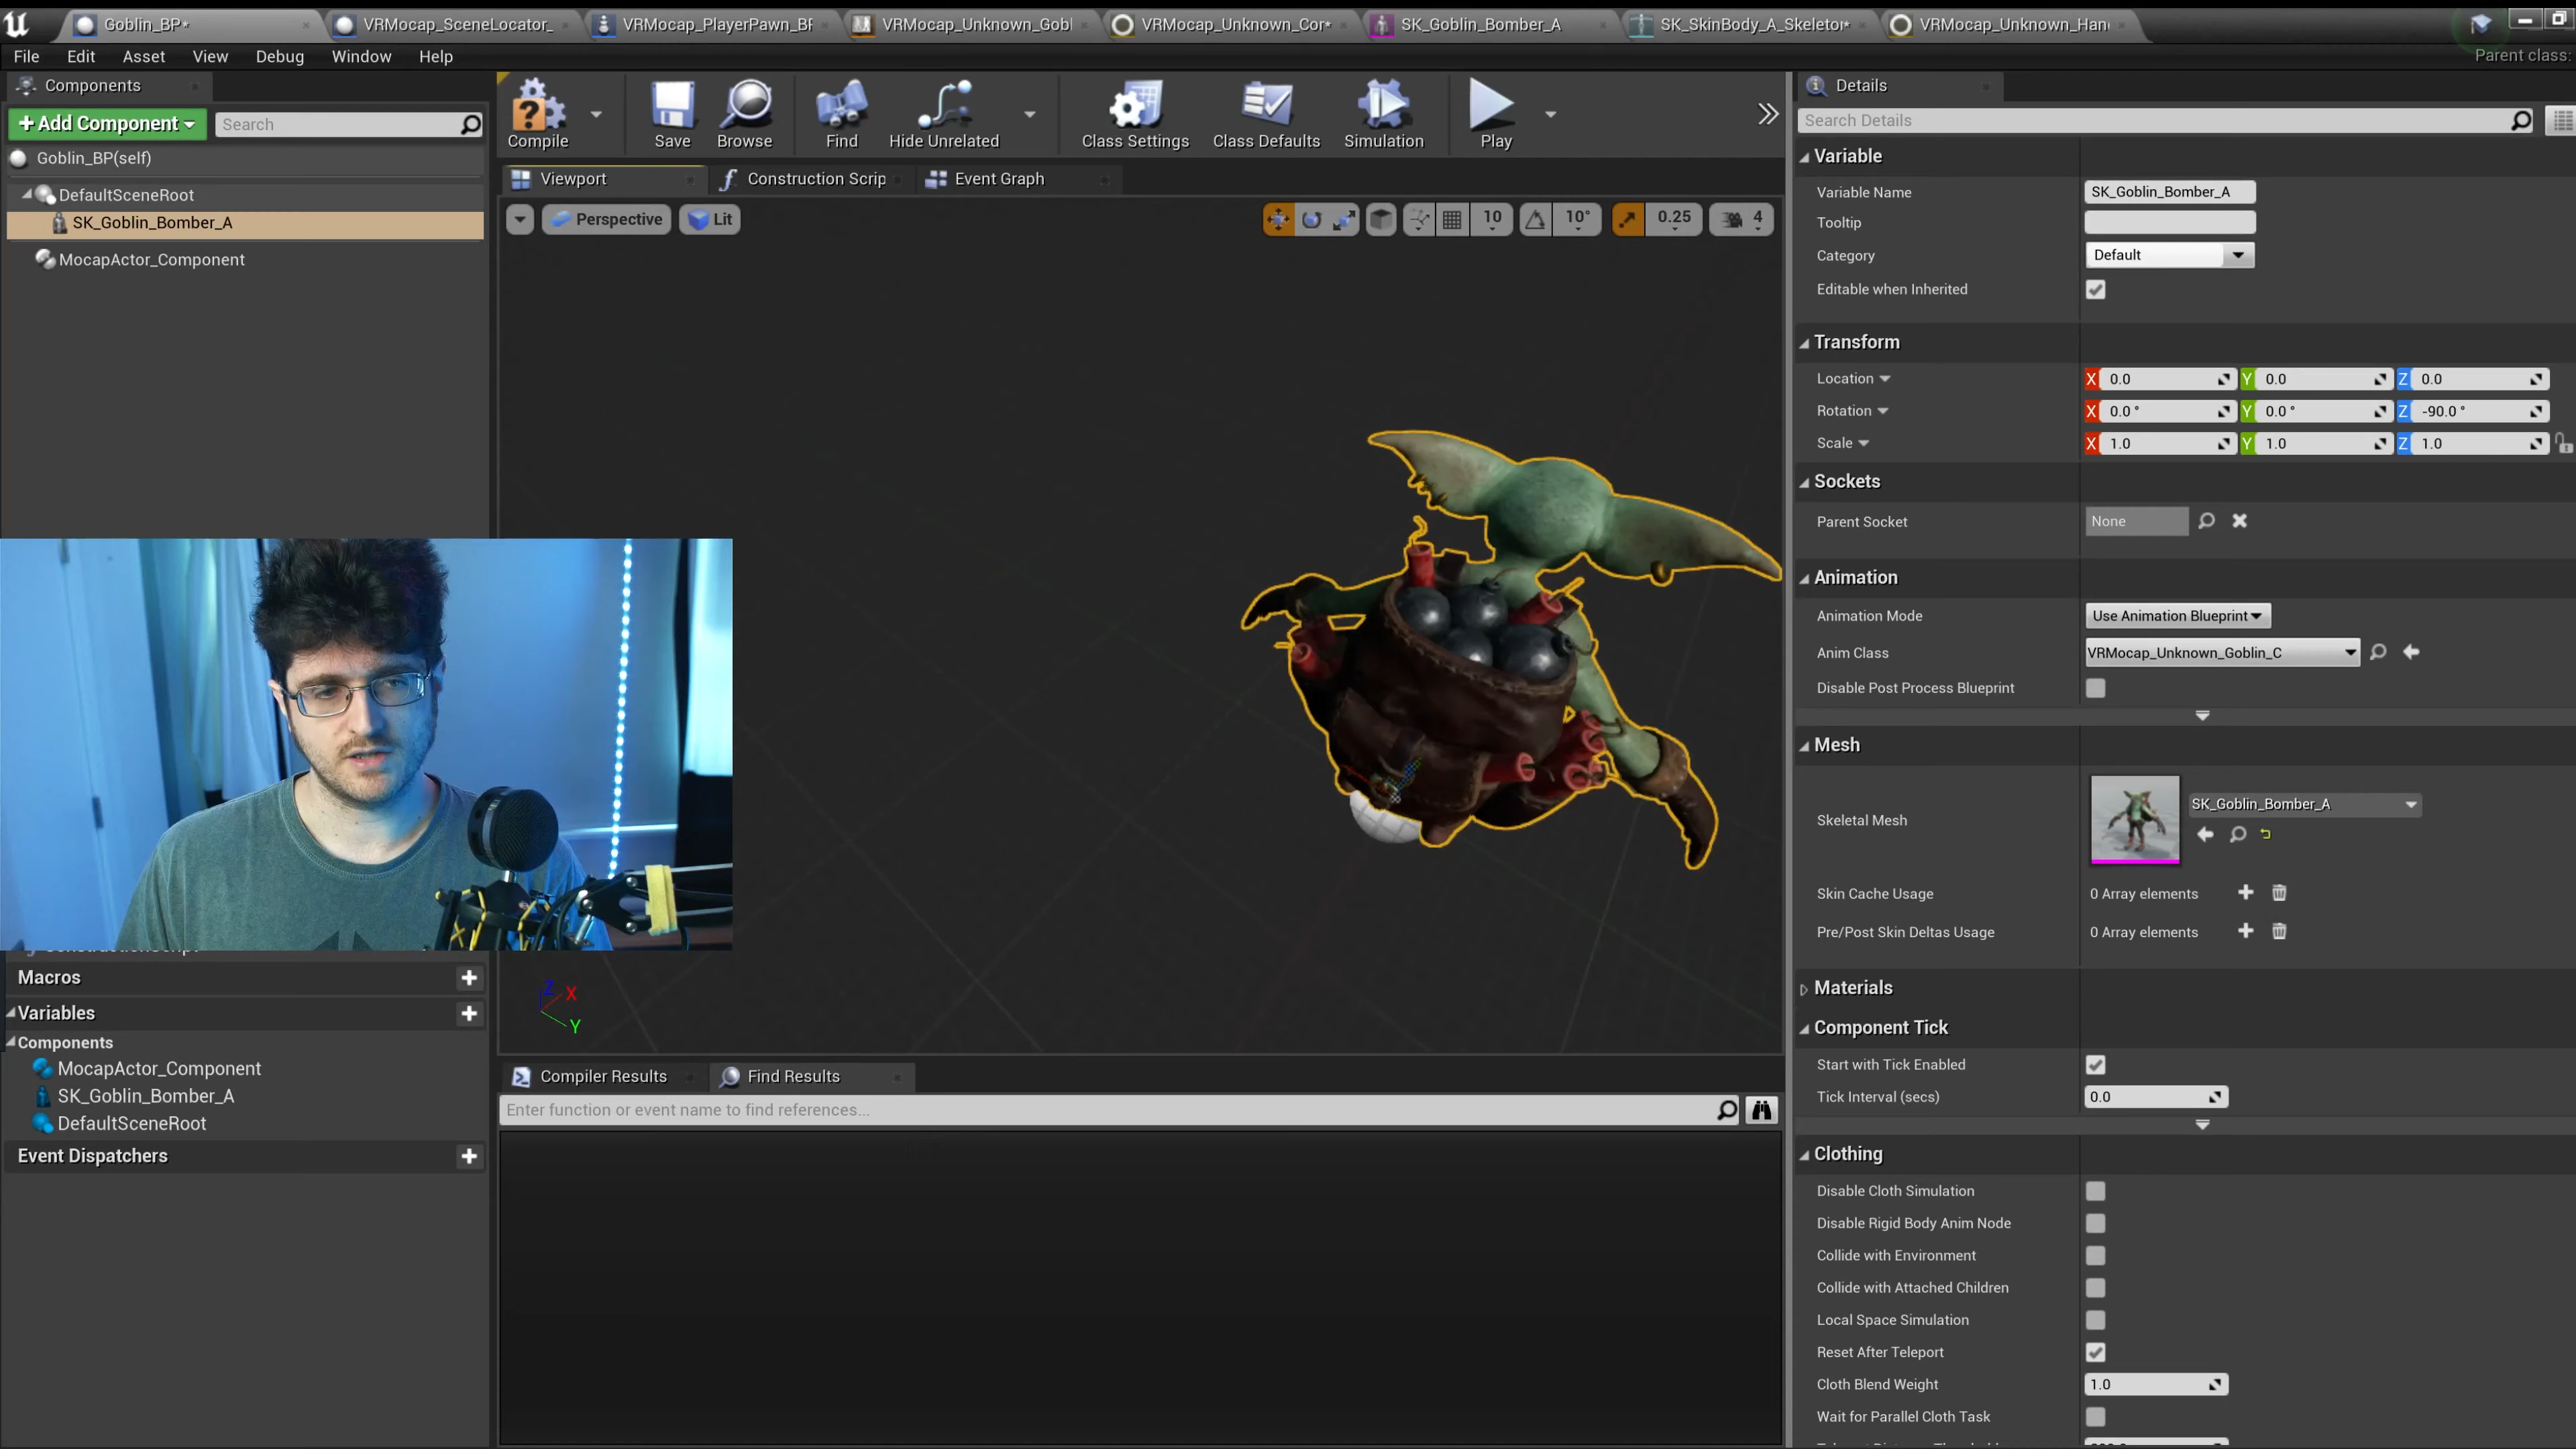 Goblin_BP*
VRMocap_SceneLocator_
VRMocap_PlayerPawn_BP
VRMocap_Unknown_Gobl
VRMocap_Unknown_Cor*
SK_Goblin_Bomber_A
SK_SkinBody_A_Skeleton*
VRMocap_Unknown_Han
File Edit Asset View Debug Window Help
Parent class:
Components
+ Add Component
Search
Goblin_BP(self)
DefaultSceneRoot
SK_Goblin_Bomber_A
MocapActor_Component
Macros
Variables
Components
MocapActor_Component
SK_Goblin_Bomber_A
DefaultSceneRoot
Event Dispatchers
Compile Save Browse Find Hide Unrelated Class Settings Class Defaults Simulation Play
Viewport
Construction Scrip
Event Graph
Perspective Lit
10 10° 0.25 4
Z X
Y
Compiler Results
Find Results
Enter function or event name to find references...
Details
Search Details
Variable
Variable Name SK_Goblin_Bomber_A
Tooltip
Category Default
Editable when Inherited
Transform
Location X 0.0 Y 0.0 Z 0.0
Rotation X 0.0 ° Y 0.0 ° Z -90.0 °
Scale X 1.0 Y 1.0 Z 1.0
Sockets
Parent Socket None
Animation
Animation Mode Use Animation Blueprint
Anim Class VRMocap_Unknown_Goblin_C
Disable Post Process Blueprint
Mesh
Skeletal Mesh SK_Goblin_Bomber_A
Skin Cache Usage 0 Array elements
Pre/Post Skin Deltas Usage 0 Array elements
Materials
Component Tick
Start with Tick Enabled
Tick Interval (secs) 0.0
Clothing
Disable Cloth Simulation
Disable Rigid Body Anim Node
Collide with Environment
Collide with Attached Children
Local Space Simulation
Reset After Teleport
Cloth Blend Weight 1.0
Wait for Parallel Cloth Task